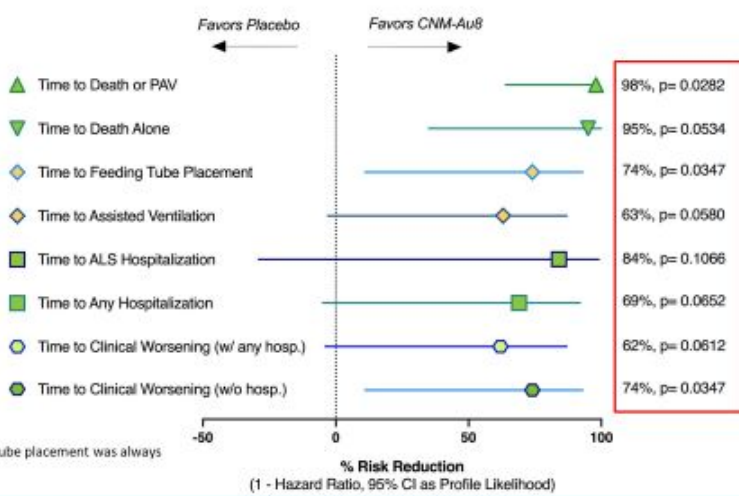 Favors Placebo Favors CNM-Au8
Time to Death or PAV 98%, p= 0.0282
Time to Death Alone 95%, p= 0.0534
Time to Feeding Tube Placement 74%, p= 0.0347
Time to Assisted Ventilation 63%, p= 0.0580
Time to ALS Hospitalization 84%, p= 0.1066
Time to Any Hospitalization 69%, p= 0.0652
Time to Clinical Worsening (w/ any hosp.) 62%, p= 0.0612
Time to Clinical Worsening (w/o hosp.) 74%, p= 0.0347
-50 0 50 100
ube placement was always
% Risk Reduction
(1 - Hazard Ratio, 95% CI as Profile Likelihood)